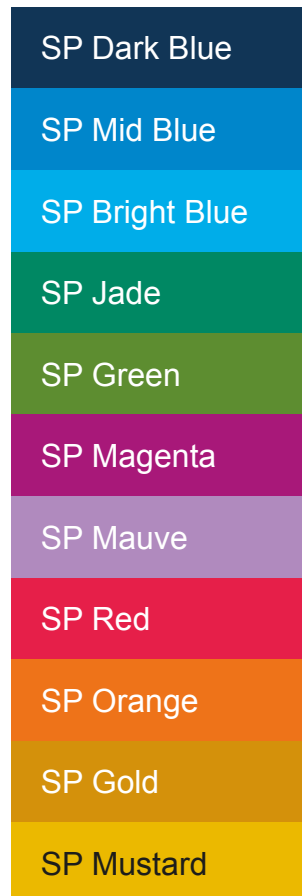 SP Dark Blue
SP Mid Blue
SP Bright Blue
SP Jade
SP Green
SP Magenta
SP Mauve
SP Red
SP Orange
SP Gold
SP Mustard